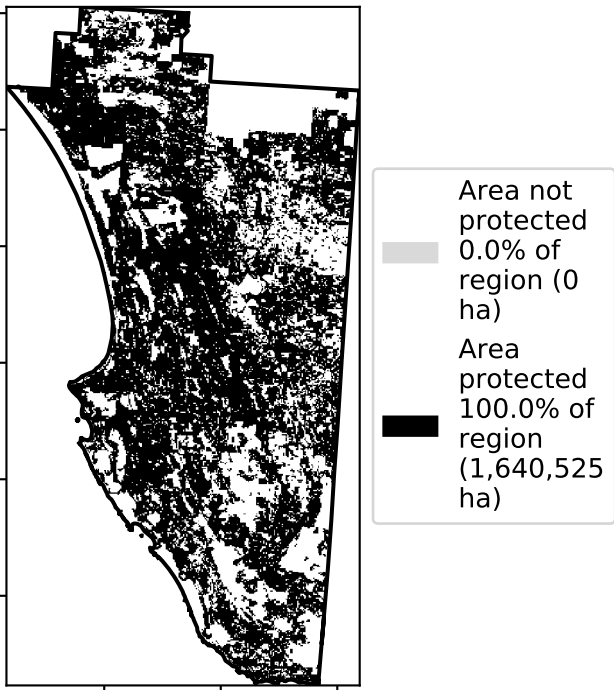 Area not
protected
0.0% of
region (0
ha)
Area
protected
100.0% of
region
(1,640,525
ha)